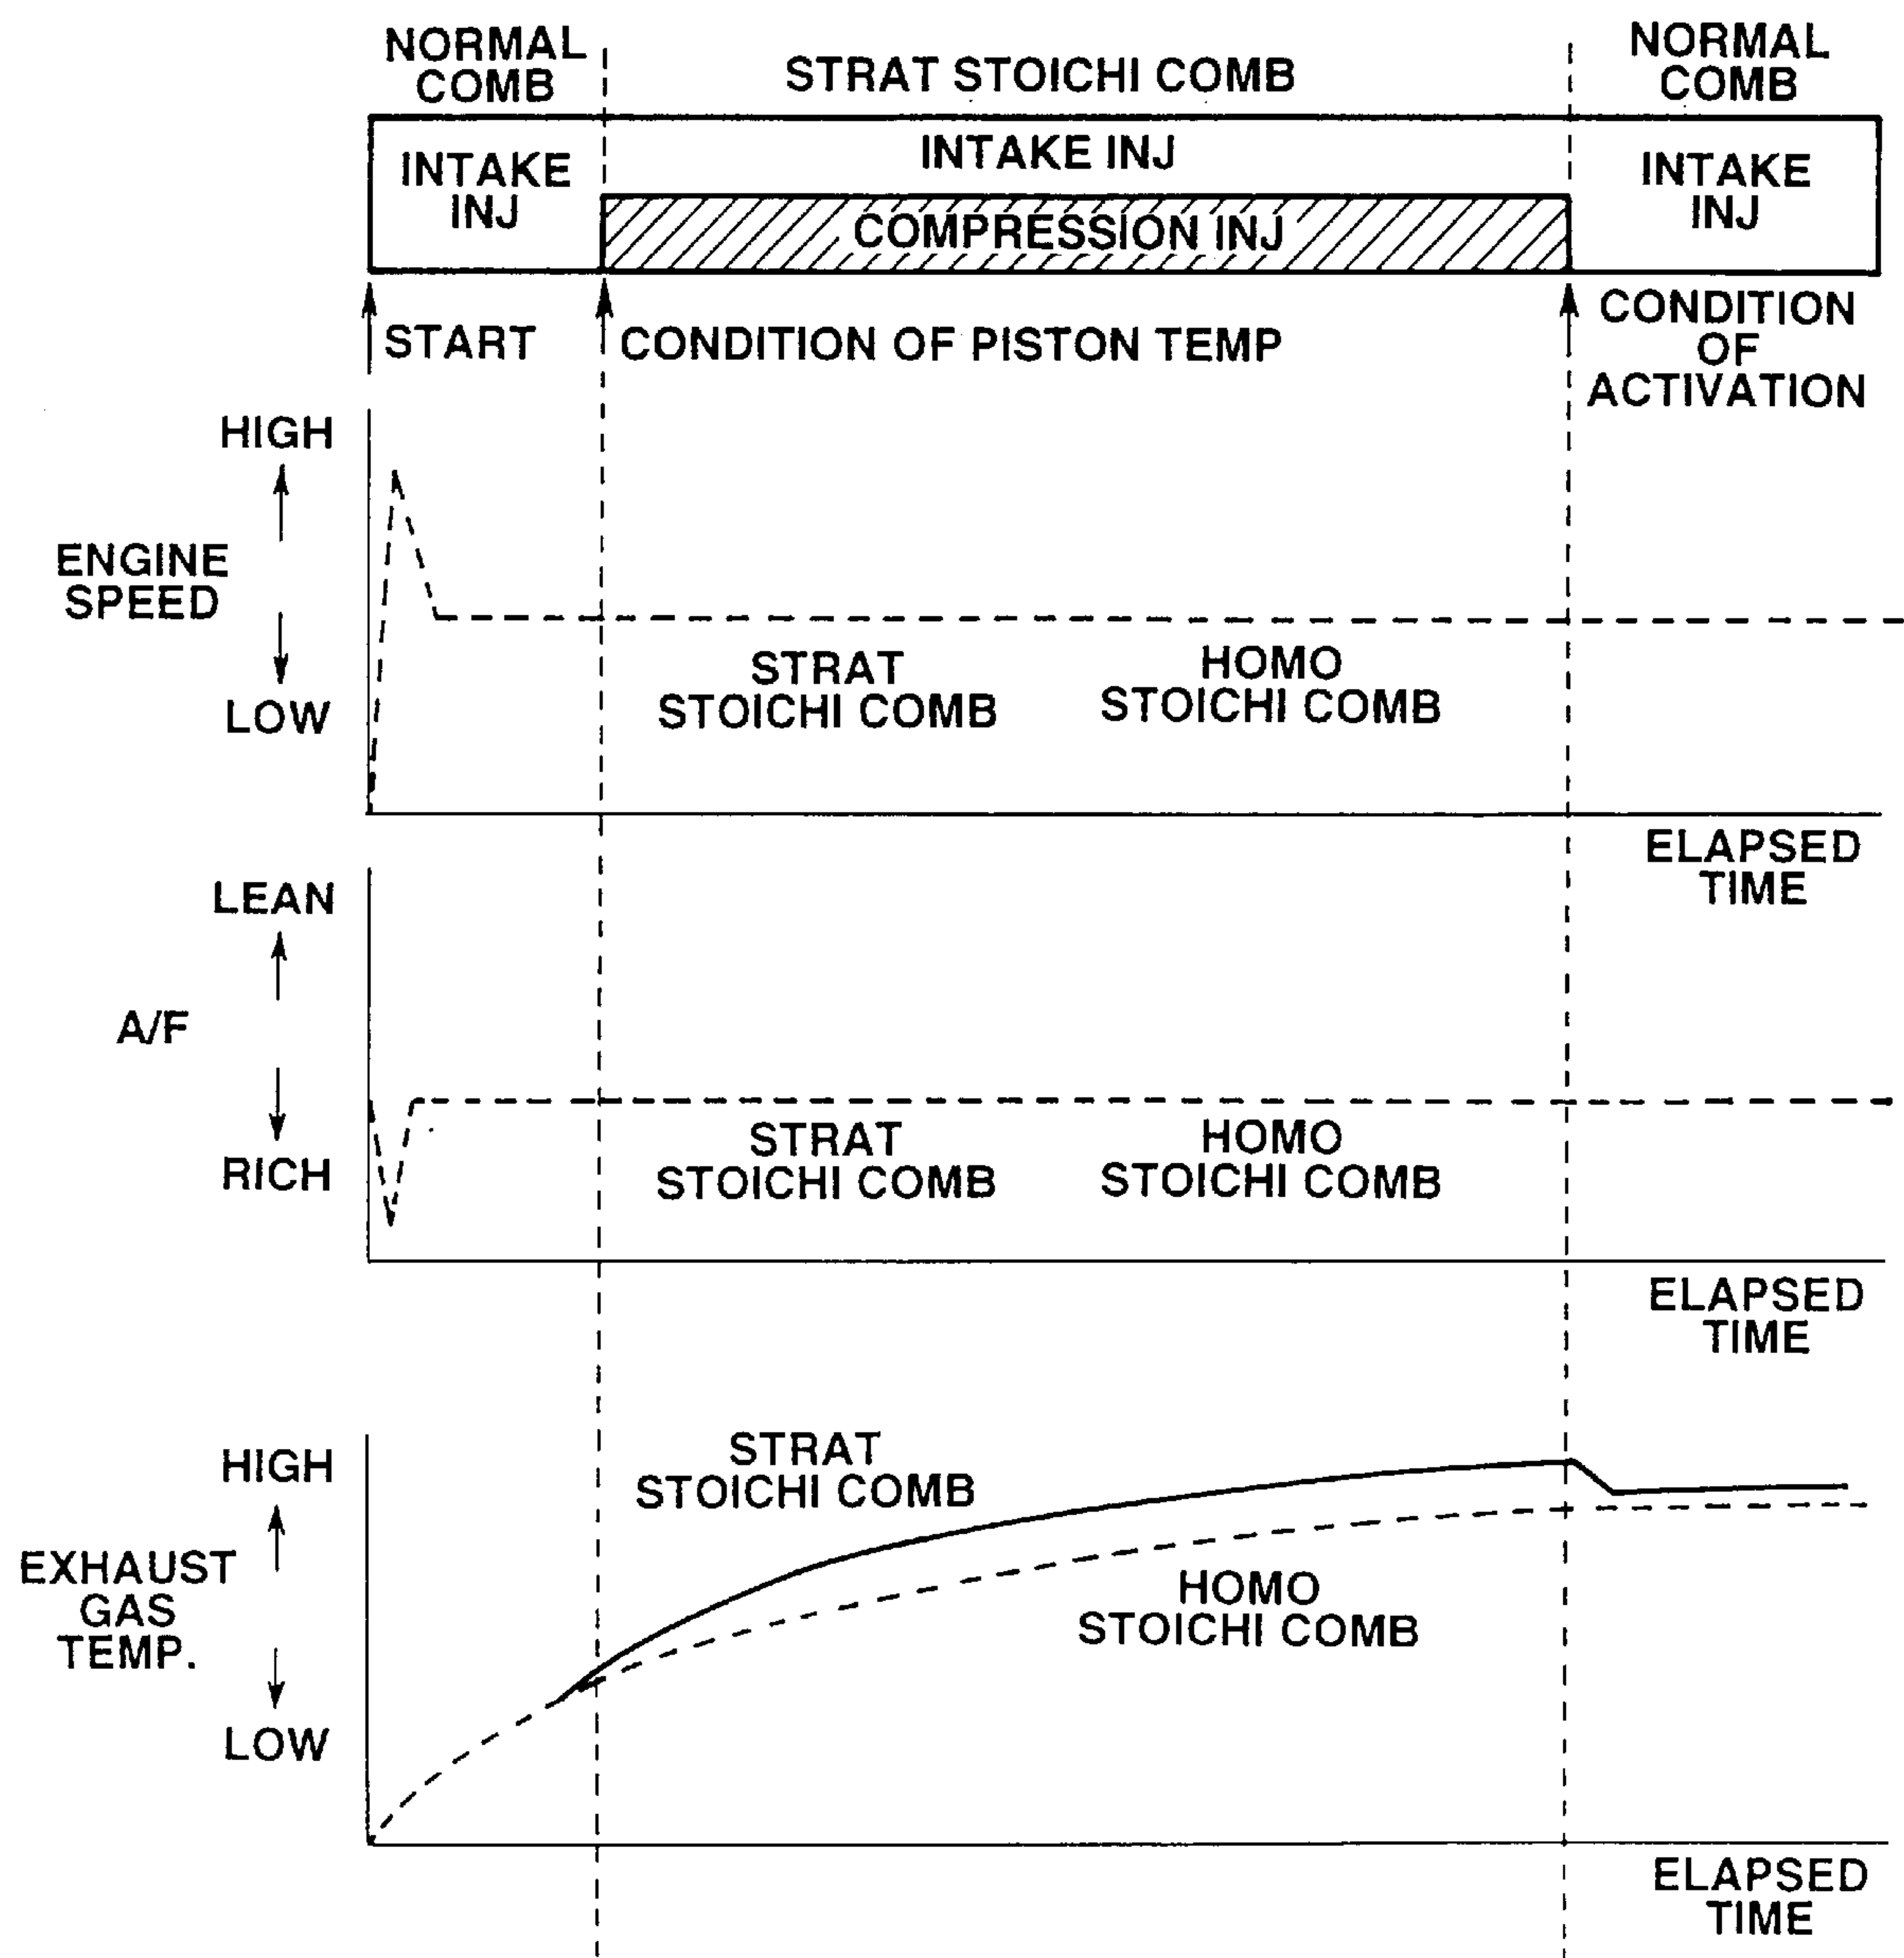 NORMAL
COMB
STRAT STOICHI COMB
NORMAL
COMB
INTAKE
INJ
INTAKE INJ
COMPRESSION INJ
INTAKE
INJ
START
CONDITION OF PISTON TEMP
CONDITION
OF
ACTIVATION
HIGH
ENGINE
SPEED
LOW
STRAT
STOICHI COMB
HOMO
STOICHI COMB
ELAPSED
TIME
LEAN
A/F
RICH
STRAT
STOICHI COMB
HOMO
STOICHI COMB
ELAPSED
TIME
HIGH
EXHAUST
GAS
TEMP.
LOW
STRAT
STOICHI COMB
HOMO
STOICHI COMB
ELAPSED
TIME